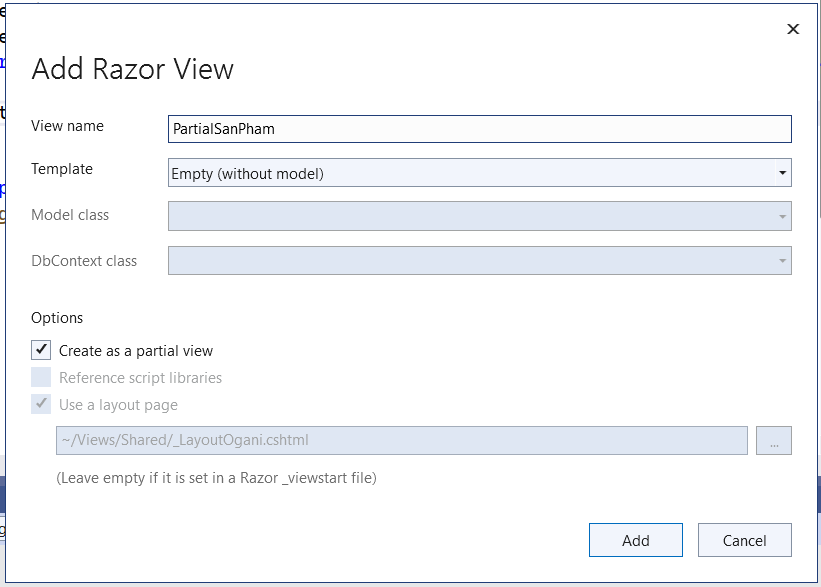 Add Razor View
View name
PartialSanPham
Template
Empty (without model)
Model class
DbContext class
Options
Create as a partial view
Reference script libraries
Use a layout page
~/Views/Shared/_LayoutOgani.cshtml
...
(Leave empty if it is set in a Razor _viewstart file)
Add
Cancel